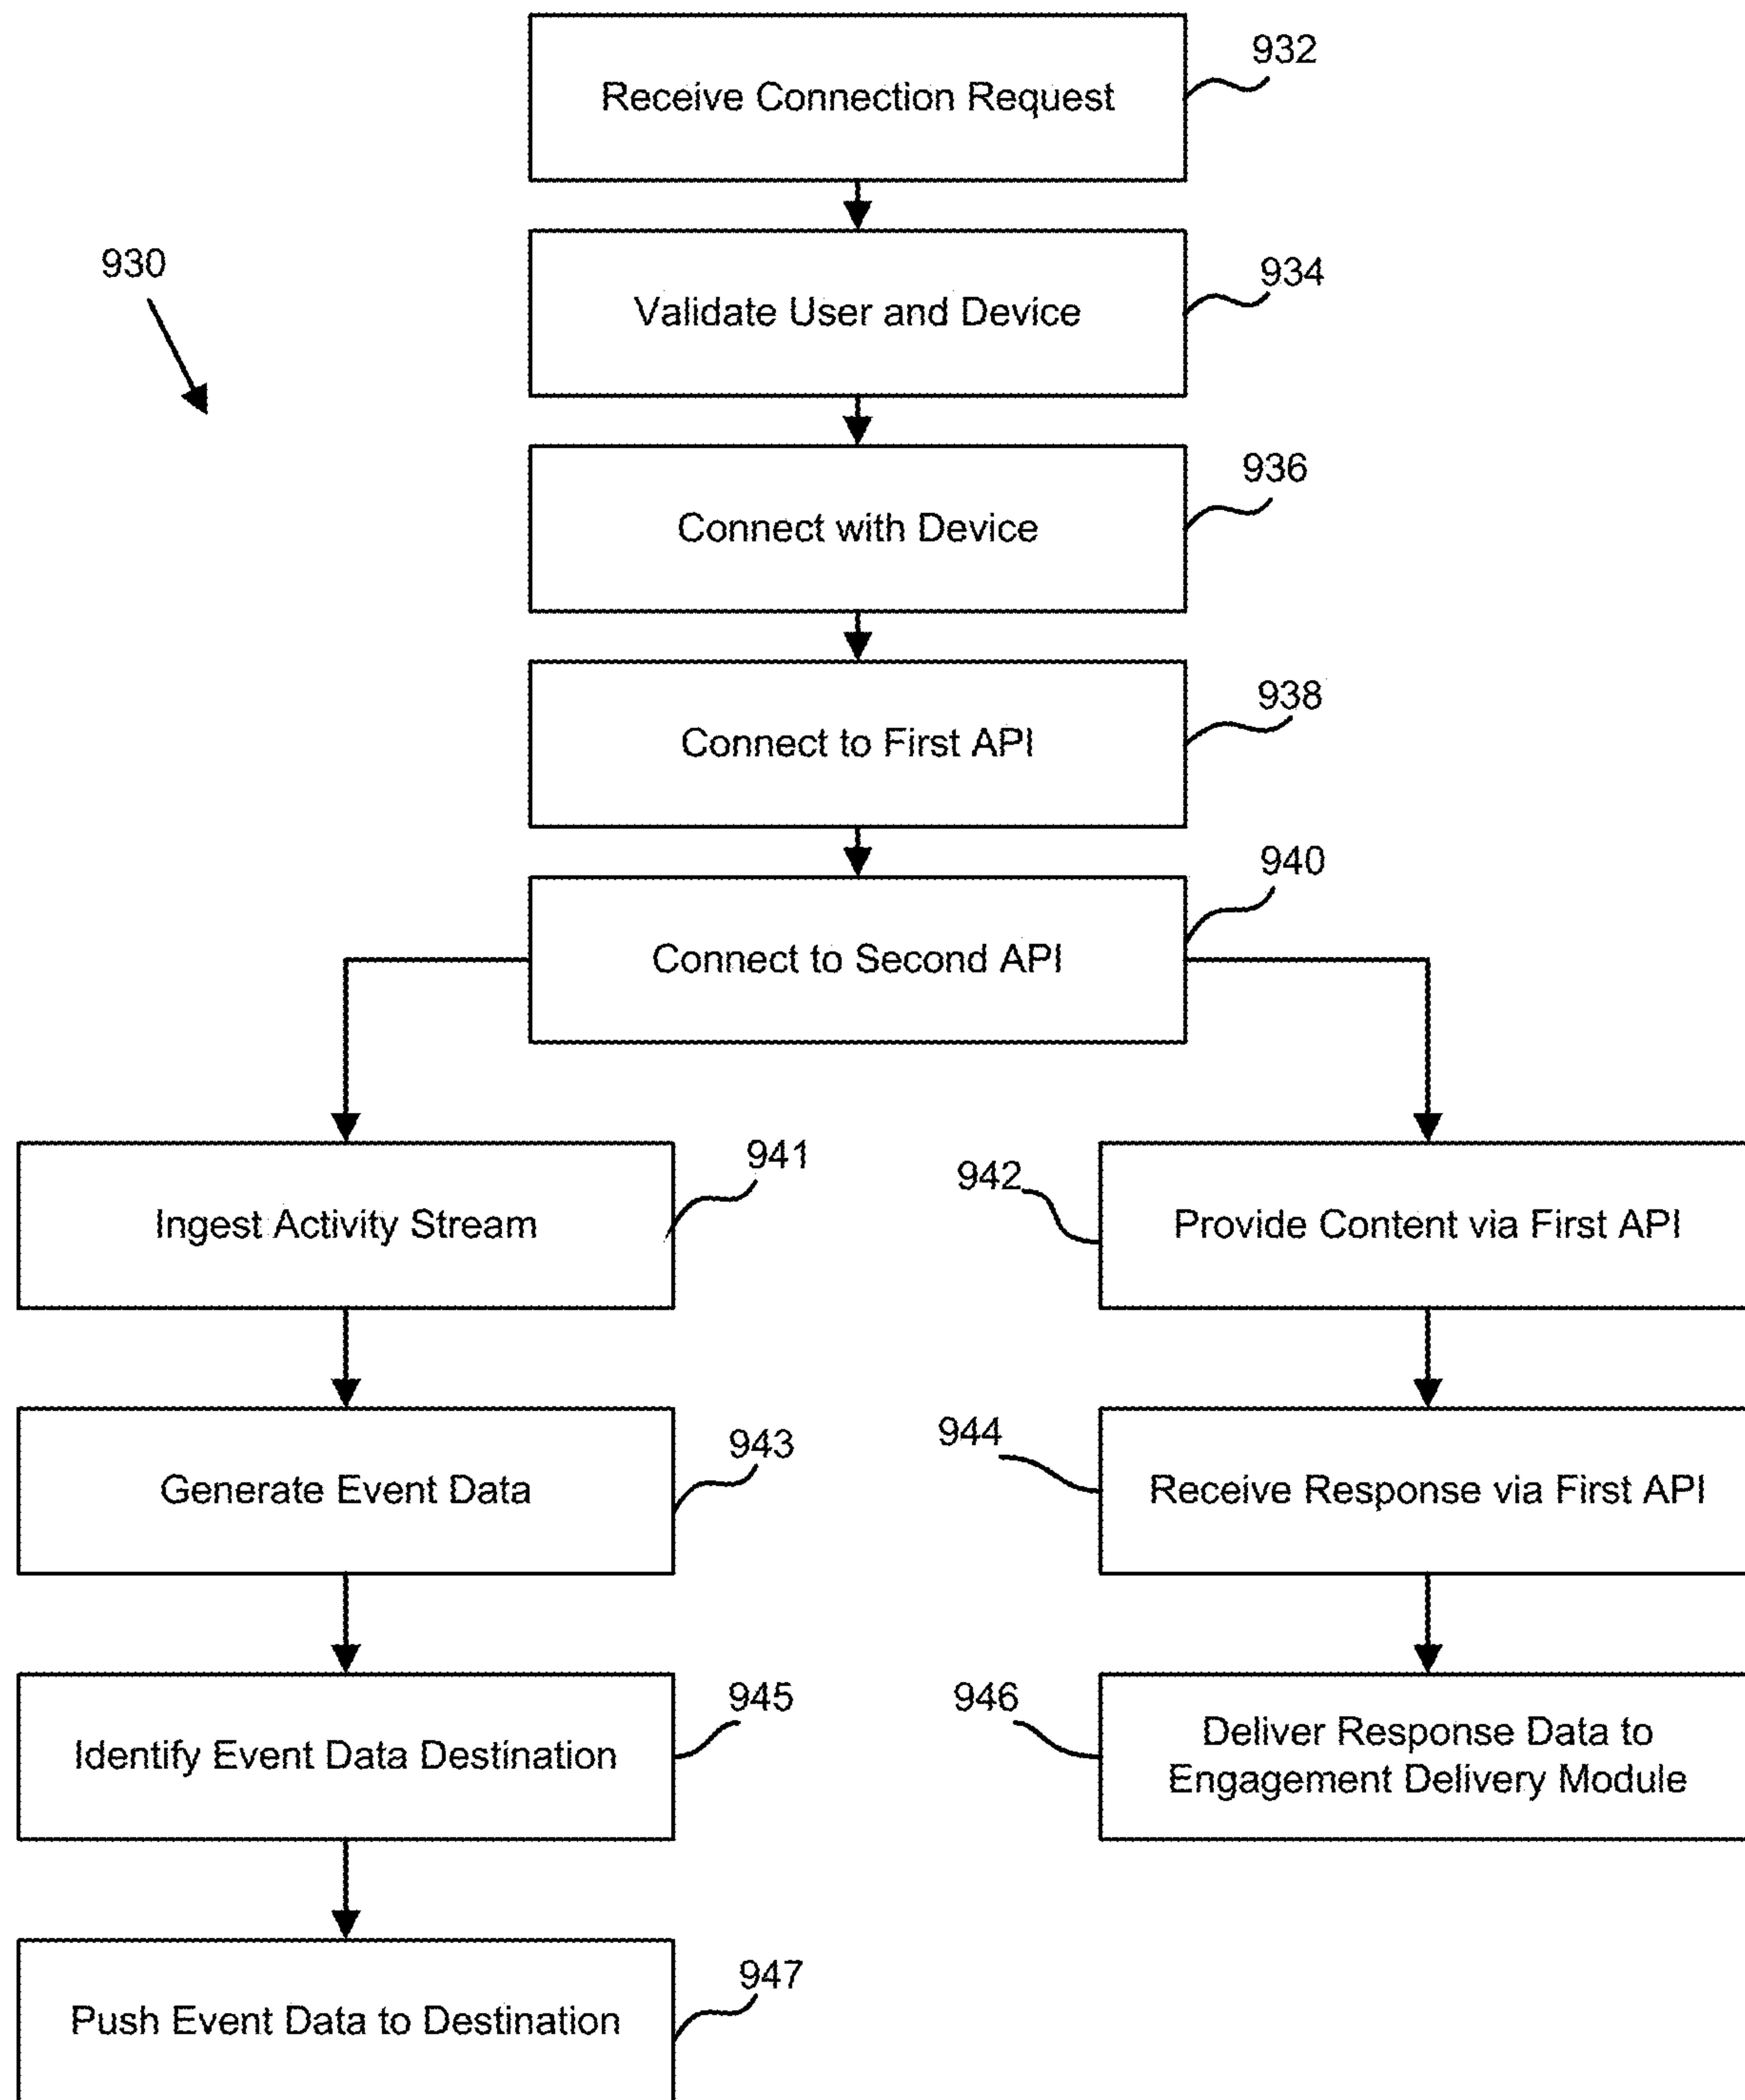 Receive Connection Request
932
930
Validate User and Device
934
Connect with Device
936
Connect to First API
938
Connect to Second API
940
Ingest Activity Stream
941
942
Provide Content via First API
Generate Event Data
943
944
Receive Response via First API
Identify Event Data Destination
945
946
Deliver Response Data to
Engagement Delivery Module
Push Event Data to Destination
947